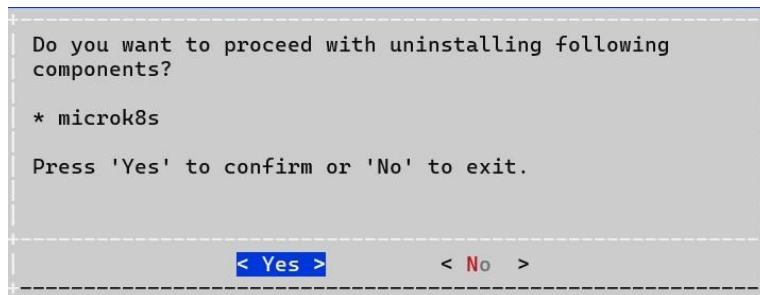 Do you want to proceed with uninstalling following
components?
* microk8s
Press 'Yes' to confirm or 'No' to exit.
< Yes > < No >